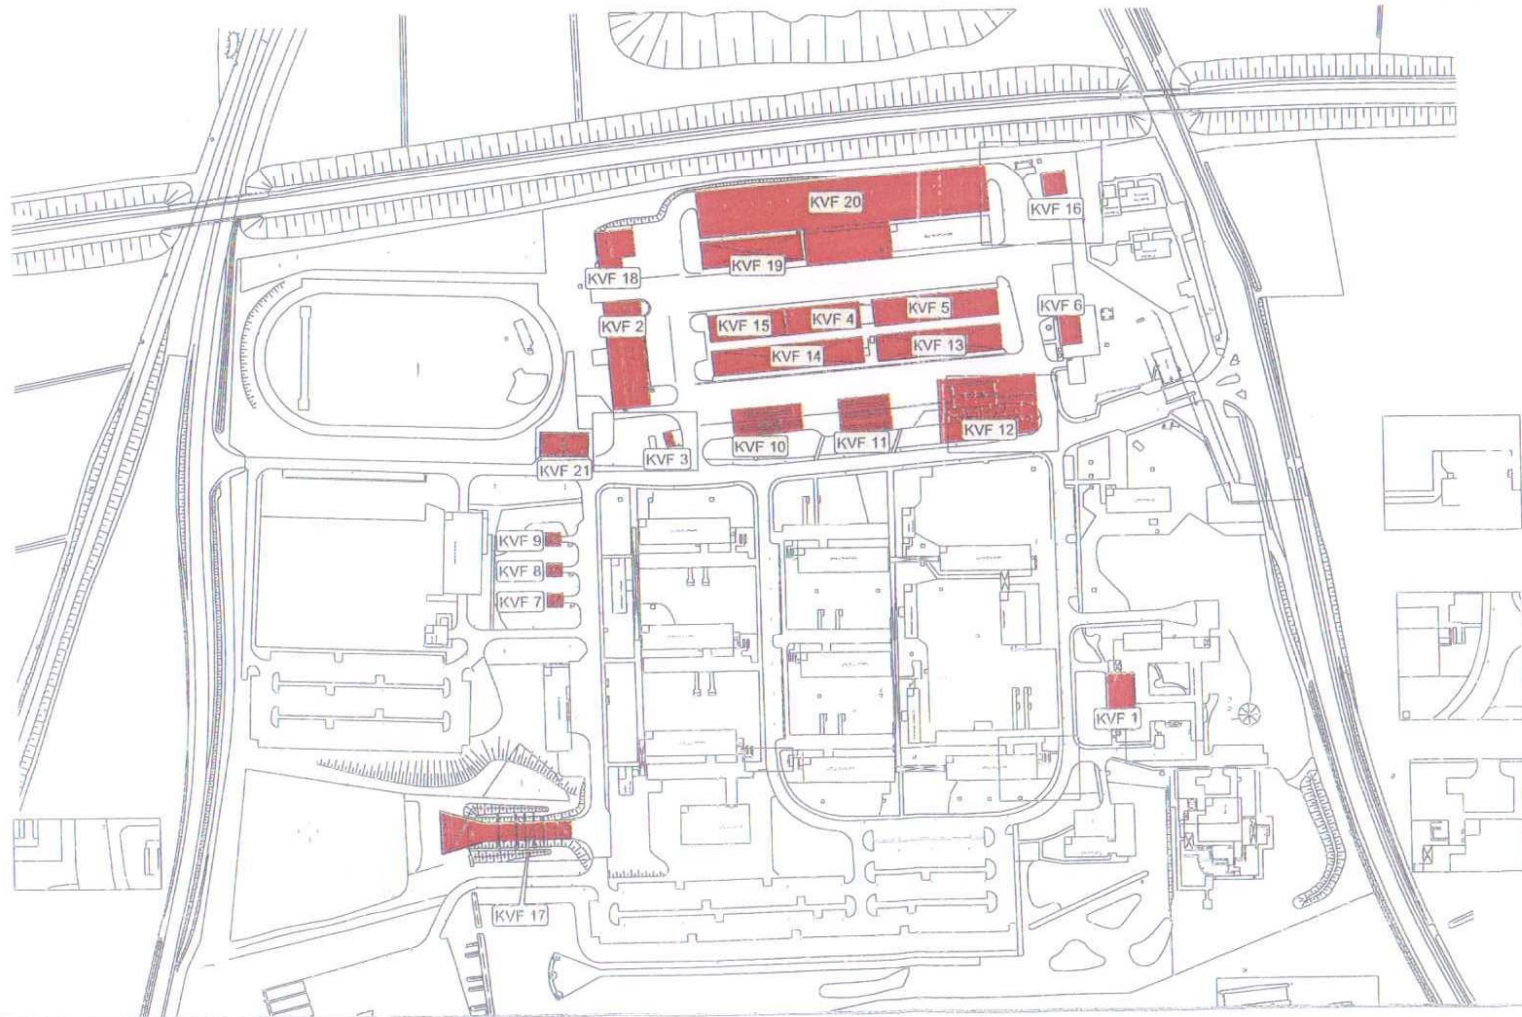 KVF 20
KVF 16
KVF 19
KVF 18
KVF 6
KVF 5
KVF 4
KVF 15
KVF 2
KVF 13
KVF 14
KVF 12
KVF 11
KVF 10
KVF 3
KVF 21
KVF 9
KVF 8
KVF 7
KVF 1
KVF 17